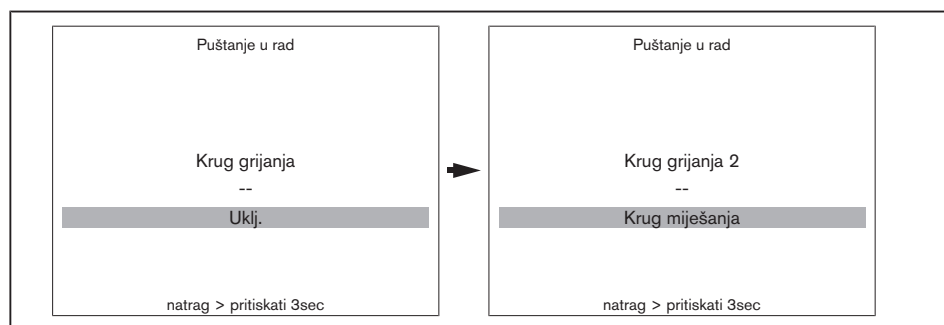 Puštanje u rad
Krug grijanja
--
Uklj.
natrag > pritiskati 3sec
Puštanje u rad
Krug grijanja 2
--
Krug miješanja
natrag > pritiskati 3sec